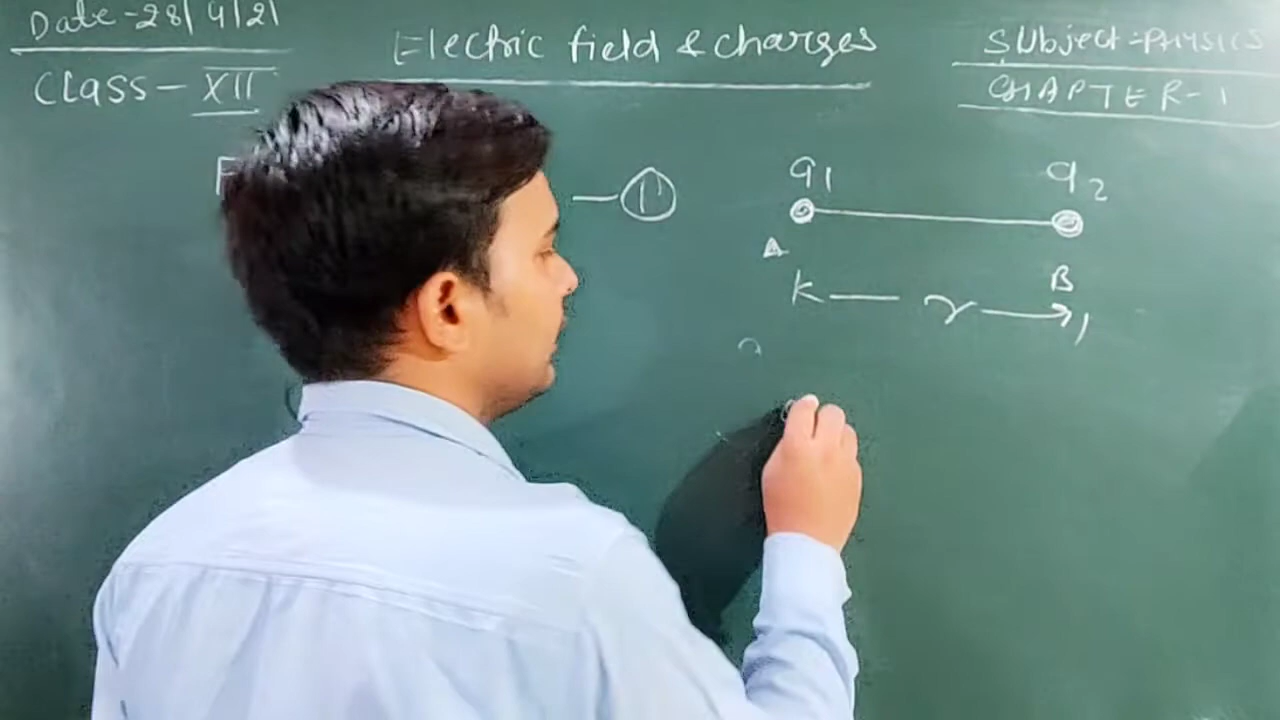 Date-28/4/21
Electric field & charges
Subject=PHYSICS
Class-XII
CHAPTER-1
F
q1
q2
A
B
r